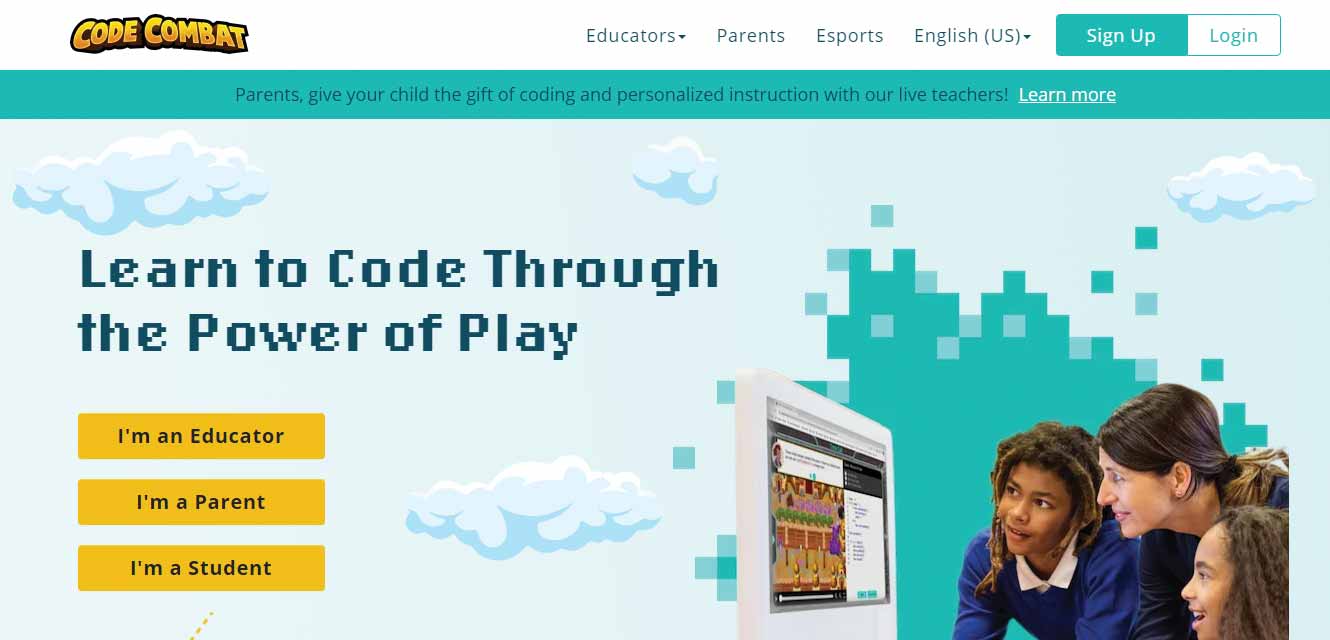 CODE COMBAT
Educators Parents Esports English (US) Sign Up Login
Parents, give your child the gift of coding and personalized instruction with our live teachers! Learn more
Learn to Code Through
the Power of Play
I'm an Educator
I'm a Parent
I'm a Student